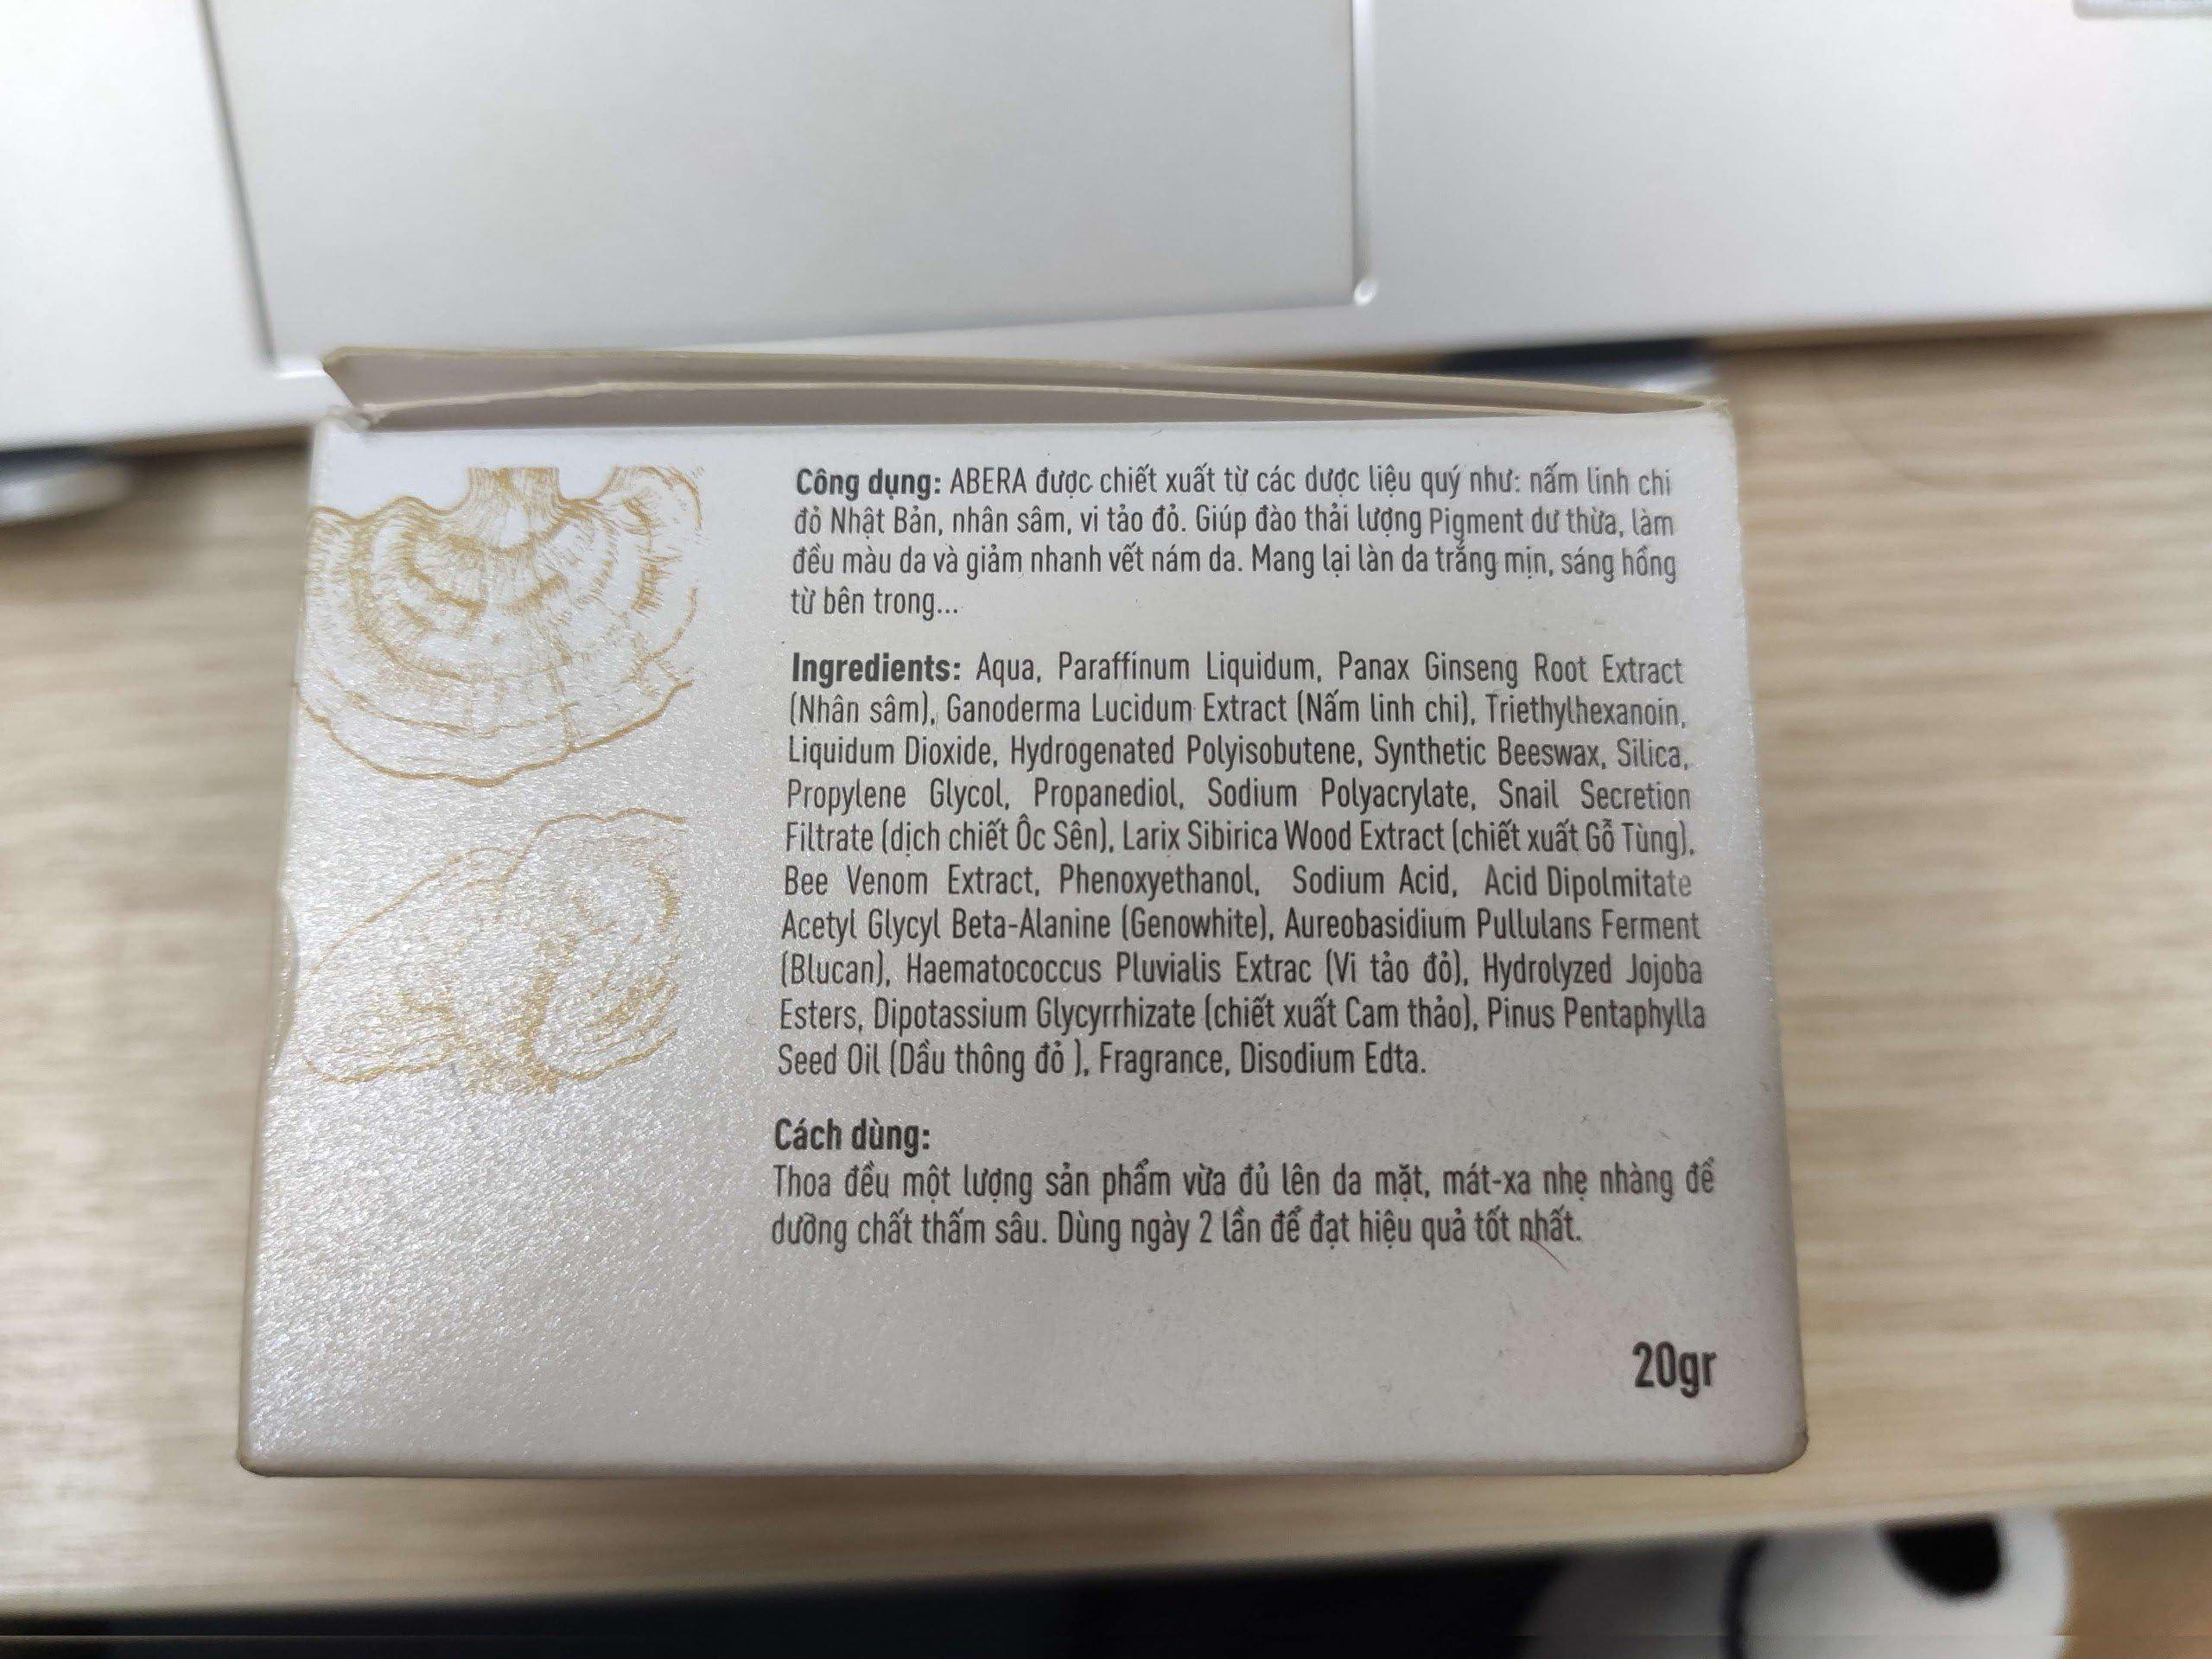 Công dụng: ABERA được chiết xuất từ các dược liệu quý như: nấm linh chi
đỏ Nhật Bản, nhân sâm, vi tảo đỏ. Giúp đào thải lượng Pigment dư thừa, làm
đều màu da và giảm nhanh vết nám da. Mang lại làn da trắng mịn, sáng hồng
từ bên trong...
Ingredients: Aqua, Paraffinum Liquidum, Panax Ginseng Root Extract
(Nhân sâm), Ganoderma Lucidum Extract (Nấm linh chi), Triethylhexanoin,
Liquidum Dioxide, Hydrogenated Polyisobutene, Synthetic Beeswax, Silica,
Propylene Glycol, Propanediol, Sodium Polyacrylate, Snail Secretion
Filtrate (dịch chiết Ốc Sên), Larix Sibirica Wood Extract (chiết xuất Gỗ Tùng),
Bee Venom Extract, Phenoxyethanol, Sodium Acid, Acid Dipolmitate
Acetyl Glycyl Beta-Alanine (Genowhite), Aureobasidium Pullulans Ferment
(Blucan), Haematococcus Pluvialis Extrac (Vi tảo đỏ), Hydrolyzed Jojoba
Esters, Dipotassium Glycyrrhizate (chiết xuất Cam thảo), Pinus Pentaphylla
Seed Oil (Dầu thông đỏ ), Fragrance, Disodium Edta.
Cách dùng:
Thoa đều một lượng sản phẩm vừa đủ lên da mặt, mát-xa nhẹ nhàng để
dưỡng chất thấm sâu. Dùng ngày 2 lần để đạt hiệu quả tốt nhất.
20gr